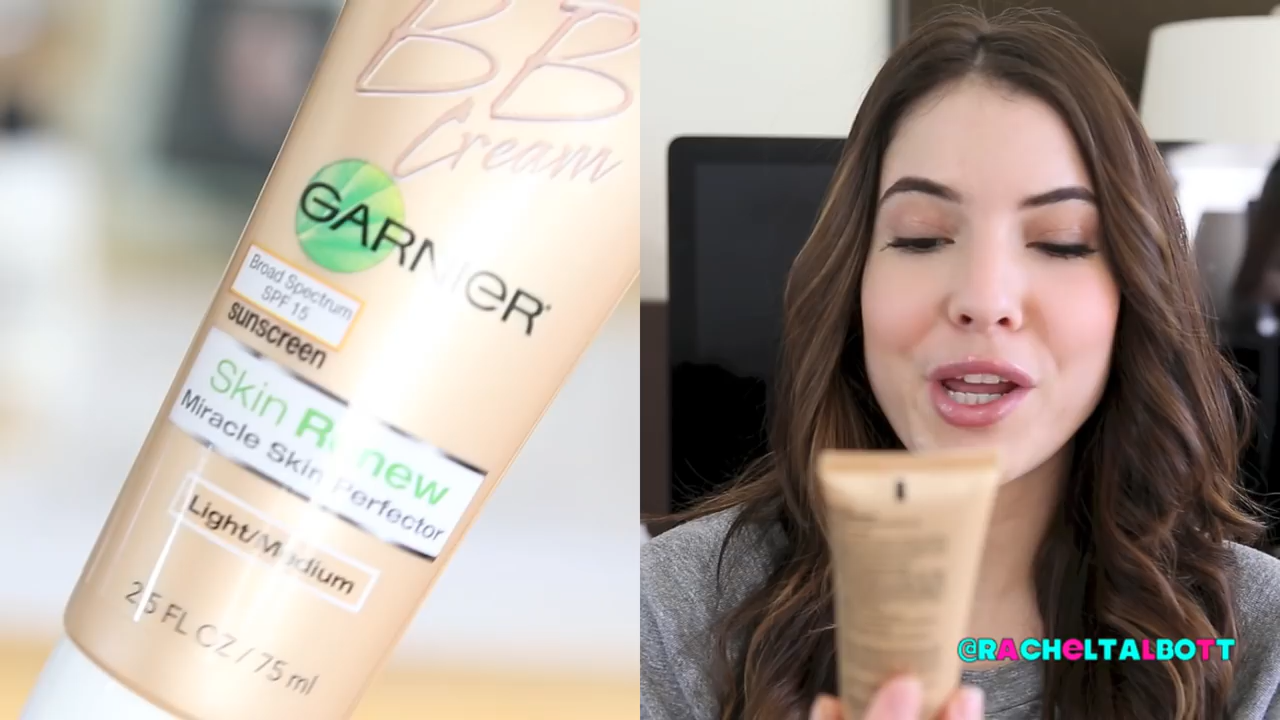 BB
Cream
GARNIER
Broad Spectrum
SPF 15
sunscreen
Skin Renew
Miracle Skin Perfector
Light/Medium
2.5 FL OZ / 75 ml
@RACHELTALBOTT